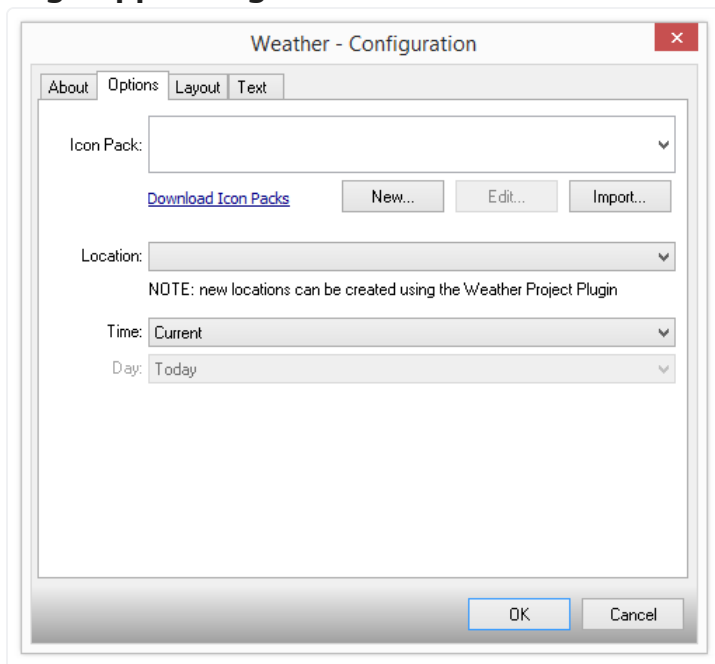 Weather - Configuration
About Options Layout Text
Icon Pack:
Download Icon Packs New... Edit... Import...
Location:
NOTE: new locations can be created using the Weather Project Plugin
Time: Current
Day: Today
OK Cancel